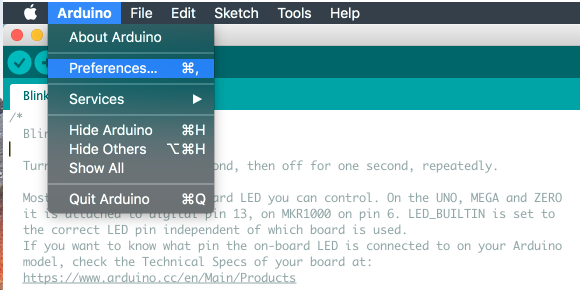 Arduino File Edit Sketch Tools Help
About Arduino
Preferences... ⌘,
Blink
Services
/*
Hide Arduino ⌘H
Hide Others ⌥⌘H
Show All
Turn ond, then off for one second, repeatedly.
Quit Arduino ⌘Q
Most ard LED you can control. On the UNO, MEGA and ZERO
it is attached to digital pin 13, on MKR1000 on pin 6. LED_BUILTIN is set to
the correct LED pin independent of which board is used.
If you want to know what pin the on-board LED is connected to on your Arduino
model, check the Technical Specs of your board at:
https://www.arduino.cc/en/Main/Products